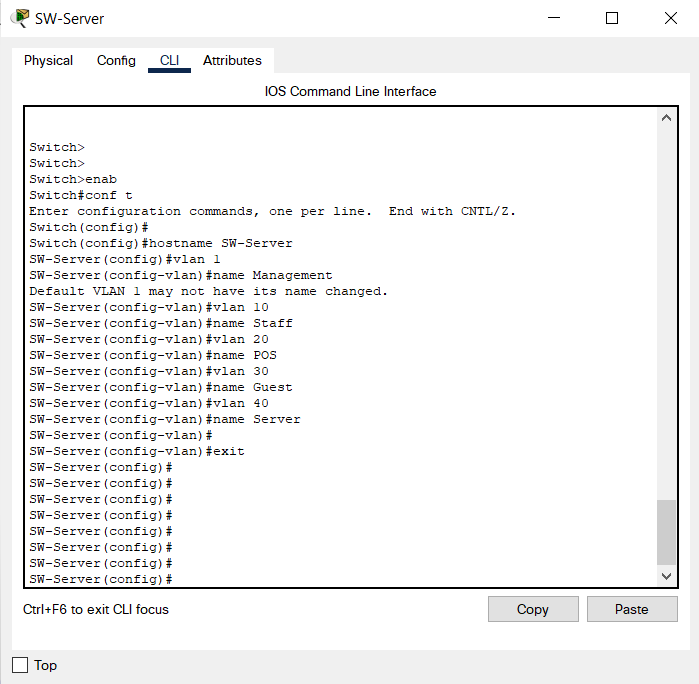 SW-Server
Physical Config CLI Attributes
IOS Command Line Interface
Switch>
Switch>
Switch>enab
Switch#conf t
Enter configuration commands, one per line.  End with CNTL/Z.
Switch(config)#
Switch(config)#hostname SW-Server
SW-Server(config)#vlan 1
SW-Server(config-vlan)#name Management
Default VLAN 1 may not have its name changed.
SW-Server(config-vlan)#vlan 10
SW-Server(config-vlan)#name Staff
SW-Server(config-vlan)#vlan 20
SW-Server(config-vlan)#name POS
SW-Server(config-vlan)#vlan 30
SW-Server(config-vlan)#name Guest
SW-Server(config-vlan)#vlan 40
SW-Server(config-vlan)#name Server
SW-Server(config-vlan)#
SW-Server(config-vlan)#exit
SW-Server(config)#
SW-Server(config)#
SW-Server(config)#
SW-Server(config)#
SW-Server(config)#
SW-Server(config)#
SW-Server(config)#
SW-Server(config)#
Ctrl+F6 to exit CLI focus Copy Paste
Top